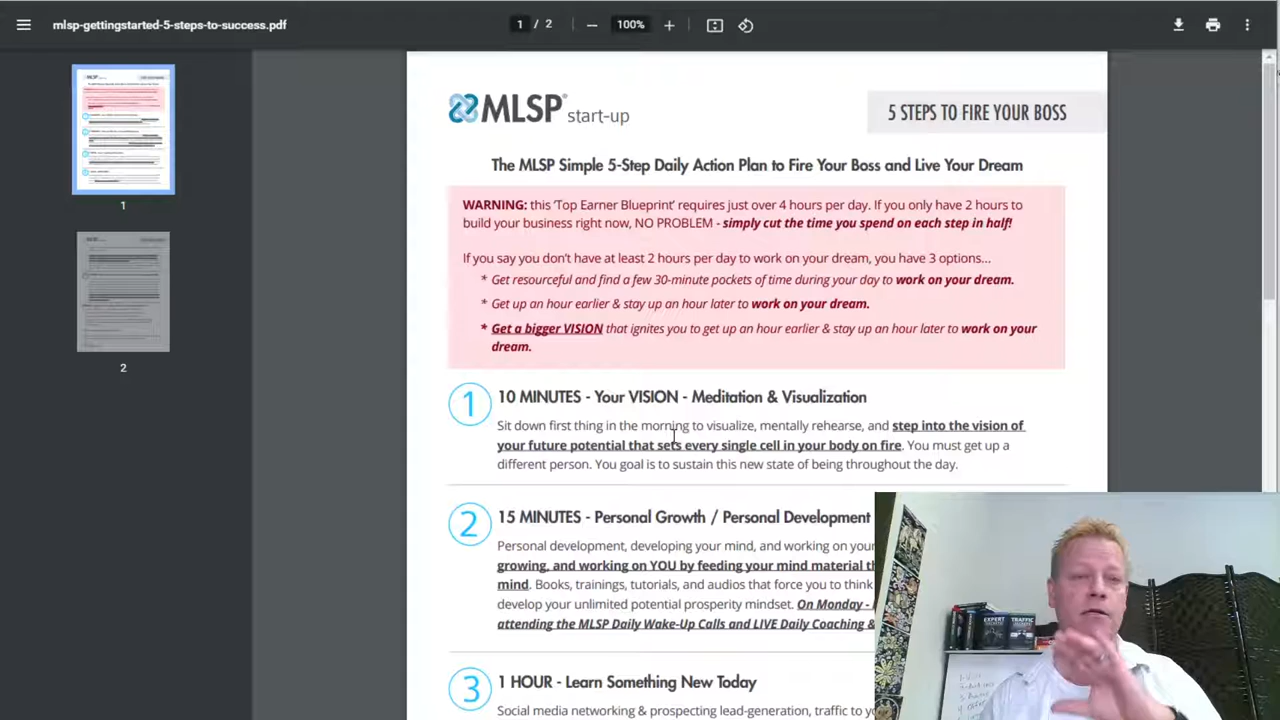 mlsp-gettingstarted-5-steps-to-success.pdf
1 / 2
100%
1
2
MLSP® start-up
5 STEPS TO FIRE YOUR BOSS
The MLSP Simple 5-Step Daily Action Plan to Fire Your Boss and Live Your Dream
WARNING: this 'Top Earner Blueprint' requires just over 4 hours per day. If you only have 2 hours to
build your business right now, NO PROBLEM - simply cut the time you spend on each step in half!
If you say you don't have at least 2 hours per day to work on your dream, you have 3 options...
* Get resourceful and find a few 30-minute pockets of time during your day to work on your dream.
* Get up an hour earlier & stay up an hour later to work on your dream.
* Get a bigger VISION that ignites you to get up an hour earlier & stay up an hour later to work on your
dream.
1 10 MINUTES - Your VISION - Meditation & Visualization
Sit down first thing in the morning to visualize, mentally rehearse, and step into the vision of
your future potential that sets every single cell in your body on fire. You must get up a
different person. You goal is to sustain this new state of being throughout the day.
2 15 MINUTES - Personal Growth / Personal Development
Personal development, developing your mind, and working on your
growing, and working on YOU by feeding your mind material
mind. Books, trainings, tutorials, and audios that force you to think
develop your unlimited potential prosperity mindset. On Monday -
attending the MLSP Daily Wake-Up Calls and LIVE Daily Coaching &
3 1 HOUR - Learn Something New Today
Social media networking & prospecting lead-generation, traffic to
EXPERT
TRAFFIC